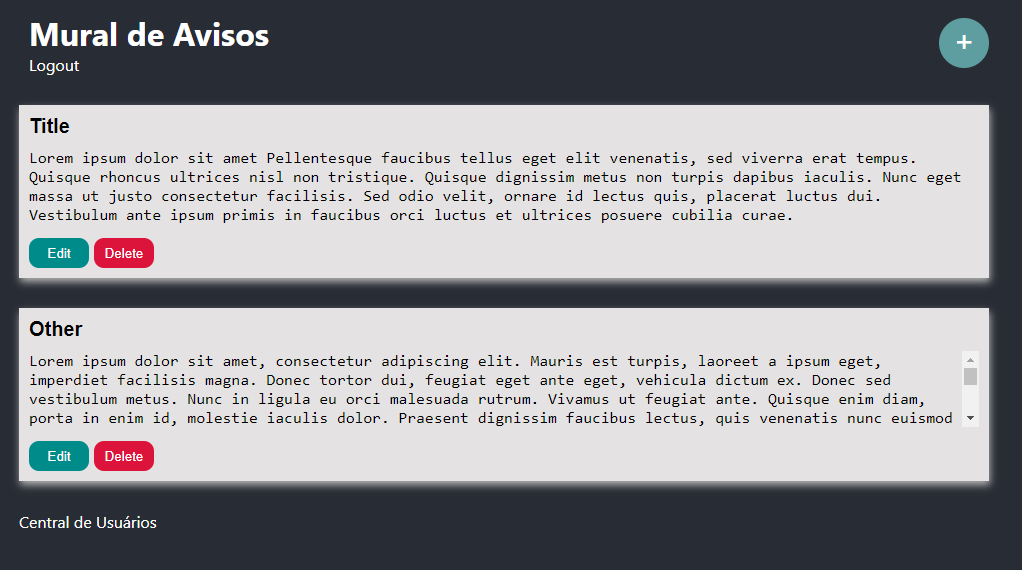 Mural de Avisos
+
Logout
Title
Lorem ipsum dolor sit amet Pellentesque faucibus tellus eget elit venenatis, sed viverra erat tempus.
Quisque rhoncus ultrices nisl non tristique. Quisque dignissim metus non turpis dapibus iaculis. Nunc eget
massa ut justo consectetur facilisis. Sed odio velit, ornare id lectus quis, placerat luctus dui.
Vestibulum ante ipsum primis in faucibus orci luctus et ultrices posuere cubilia curae.
Edit Delete
Other
Lorem ipsum dolor sit amet, consectetur adipiscing elit. Mauris est turpis, laoreet a ipsum eget,
imperdiet facilisis magna. Donec tortor dui, feugiat eget ante eget, vehicula dictum ex. Donec sed
vestibulum metus. Nunc in ligula eu orci malesuada rutrum. Vivamus ut feugiat ante. Quisque enim diam,
porta in enim id, molestie iaculis dolor. Praesent dignissim faucibus lectus, quis venenatis nunc euismod
Edit Delete
Central de Usuários